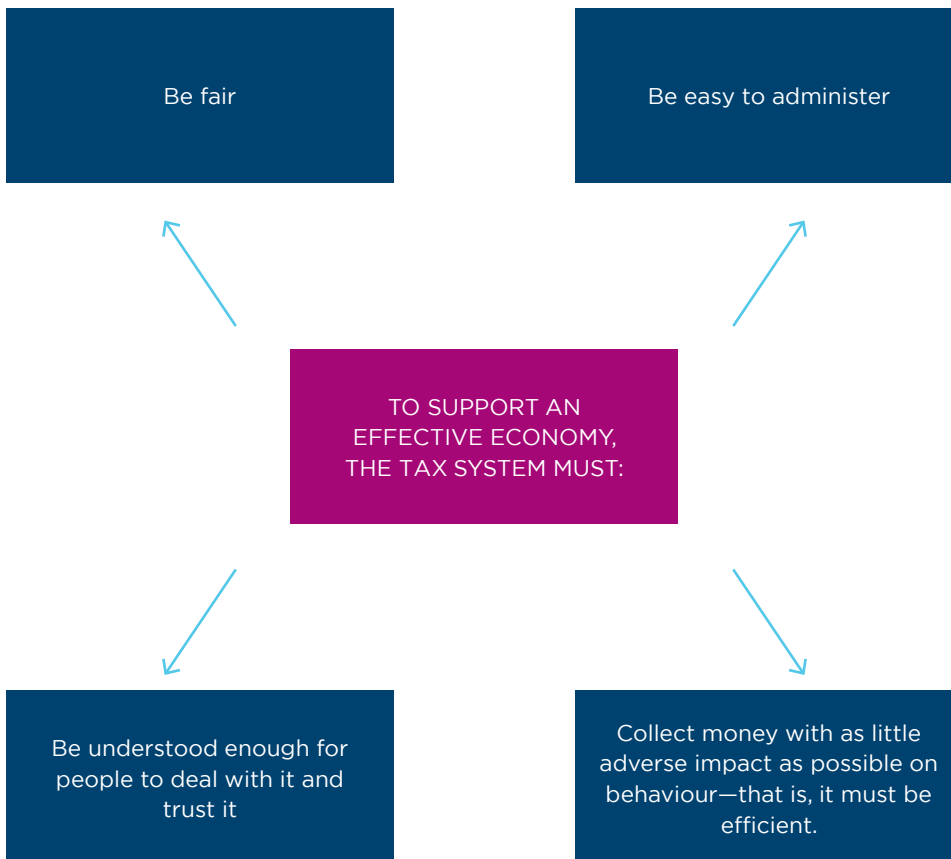 Be fair
Be easy to administer
TO SUPPORT AN
EFFECTIVE ECONOMY,
THE TAX SYSTEM MUST:
Be understood enough for
people to deal with it and
trust it
Collect money with as little
adverse impact as possible on
behaviour—that is, it must be
efficient.